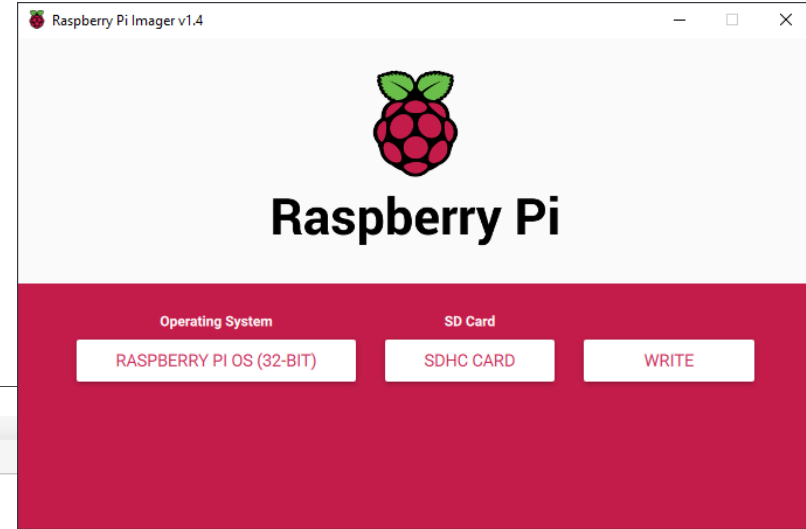 Raspberry Pi Imager v1.4
Raspberry Pi
Operating System SD Card
RASPBERRY PI OS (32-BIT) SDHC CARD WRITE